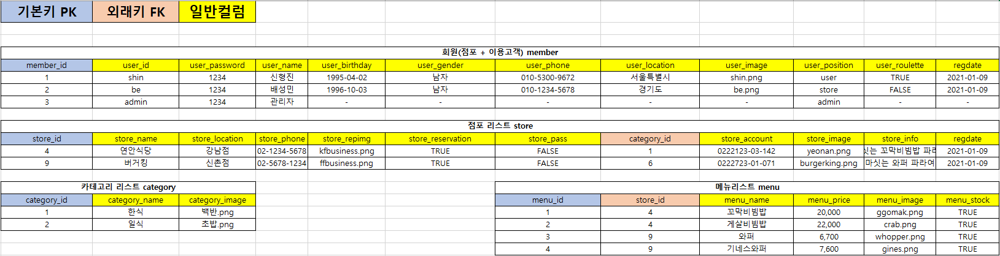 기본키 PK 외래키 FK 일반컬럼
회원(점포 + 이용고객) member
member_id user_id user_password user_name user_birthday user_gender user_phone user_location user_image user_position user_roulette regdate
1 shin 1234 신형진 1995-04-02 남자 010-5300-9672 서울특별시 shin.png user TRUE 2021-01-09
2 be 1234 배성민 1996-10-03 남자 010-1234-5678 경기도 be.png store FALSE 2021-01-09
3 admin 1234 관리자 - - - - - admin - -
점포 리스트 store
store_id store_name store_location store_phone store_repimg store_reservation store_pass category_id store_account store_image store_info regdate
4 연안식당 강남점 02-1234-5678 kfbusiness.png TRUE FALSE 1 0222123-03-142 yeonan.png 싯는 꼬막비빔밥 파라 2021-01-09
9 버거킹 신촌점 02-5678-1234 ffbusiness.png TRUE FALSE 6 0222723-01-071 burgerking.png 마싯는 와퍼 파라여 2021-01-09
카테고리 리스트 category
category_id category_name category_image
1 한식 백반.png
2 일식 초밥.png
메뉴리스트 menu
menu_id store_id menu_name menu_price menu_image menu_stock
1 4 꼬막비빔밥 20,000 ggomak.png TRUE
2 4 게살비빔밥 22,000 crab.png TRUE
3 9 와퍼 6,700 whopper.png TRUE
4 9 기네스와퍼 7,600 gines.png TRUE